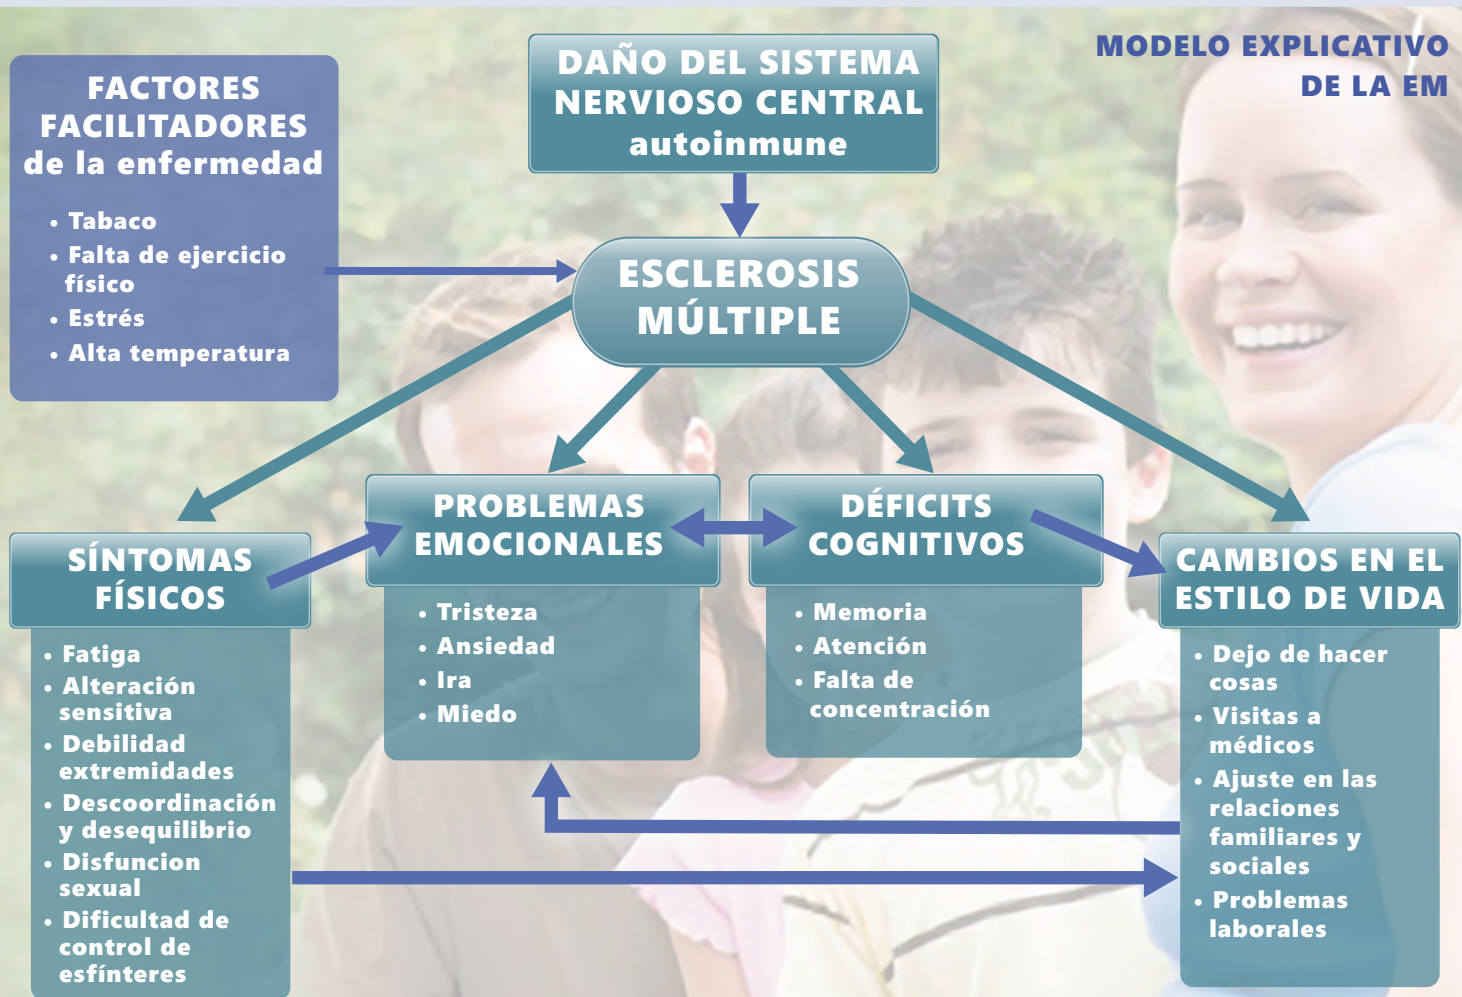 MODELO EXPLICATIVO
DE LA EM
FACTORES
FACILITADORES
de la enfermedad
• Tabaco
• Falta de ejercicio
físico
• Estrés
• Alta temperatura
DAÑO DEL SISTEMA
NERVIOSO CENTRAL
autoinmune
ESCLEROSIS
MÚLTIPLE
SÍNTOMAS
FÍSICOS
• Fatiga
• Alteración
sensitiva
• Debilidad
extremidades
• Descoordinación
y desequilibrio
• Disfuncion
sexual
• Dificultad de
control de
esfínteres
PROBLEMAS
EMOCIONALES
• Tristeza
• Ansiedad
• Ira
• Miedo
DÉFICITS
COGNITIVOS
• Memoria
• Atención
• Falta de
concentración
CAMBIOS EN EL
ESTILO DE VIDA
• Dejo de hacer
cosas
• Visitas a
médicos
• Ajuste en las
relaciones
familiares y
sociales
• Problemas
laborales